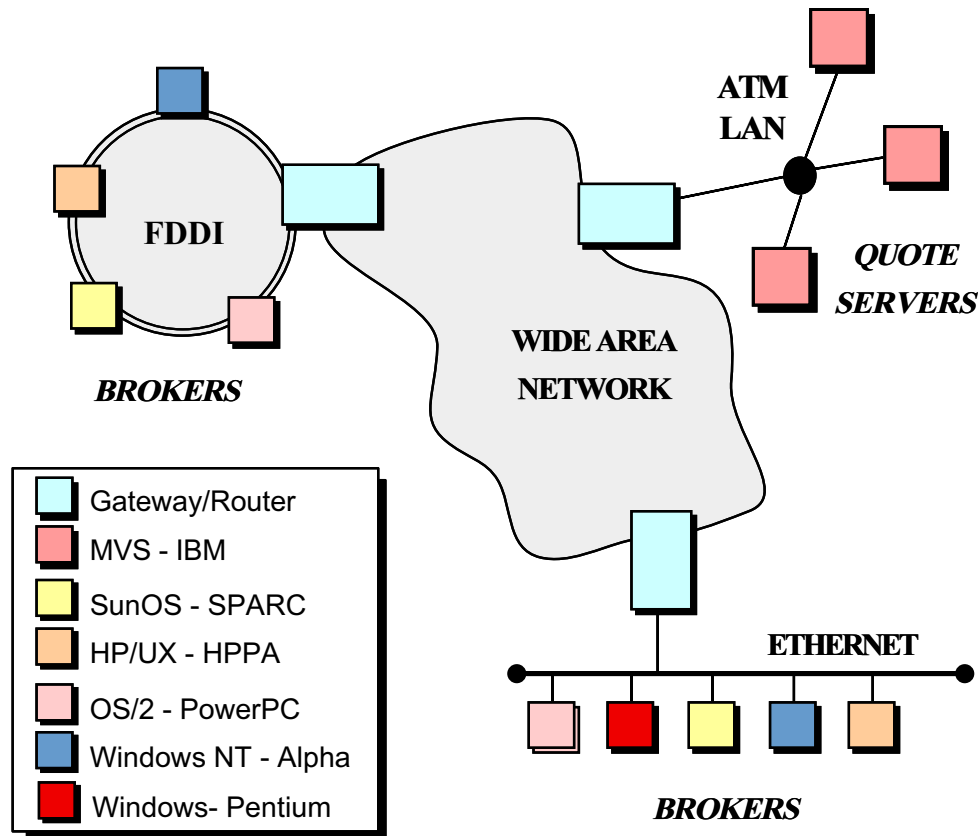 ATM
LAN
FDDI
QUOTE
SERVERS
WIDE AREA
NETWORK
BROKERS
Gateway/Router
MVS - IBM
SunOS - SPARC
HP/UX - HPPA
OS/2 - PowerPC
Windows NT - Alpha
Windows- Pentium
ETHERNET
BROKERS